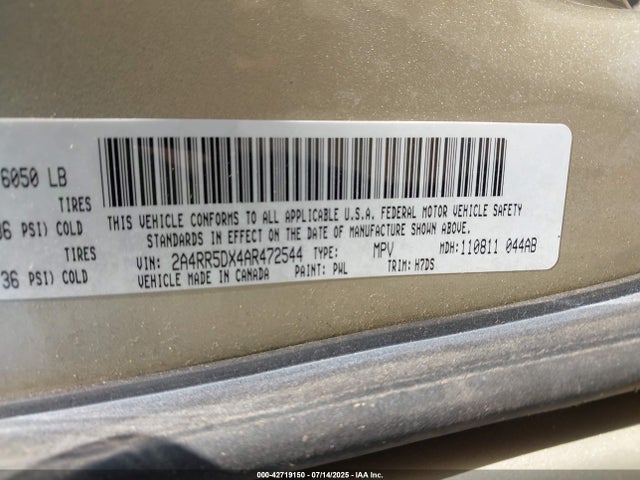 6050 LB
TIRES
36 PSI) COLD
TIRES
36 PSI) COLD
THIS VEHICLE CONFORMS TO ALL APPLICABLE U.S.A. FEDERAL MOTOR VEHICLE SAFETY
STANDARDS IN EFFECT ON THE DATE OF MANUFACTURE SHOWN ABOVE.
VIN: 2A4RR5DX4AR472544 TYPE: MPV MDH: 110811 044AB
VEHICLE MADE IN CANADA PAINT: PWL TRIM: H7DS
000-42719150 - 07/14/2025 - IAA Inc.